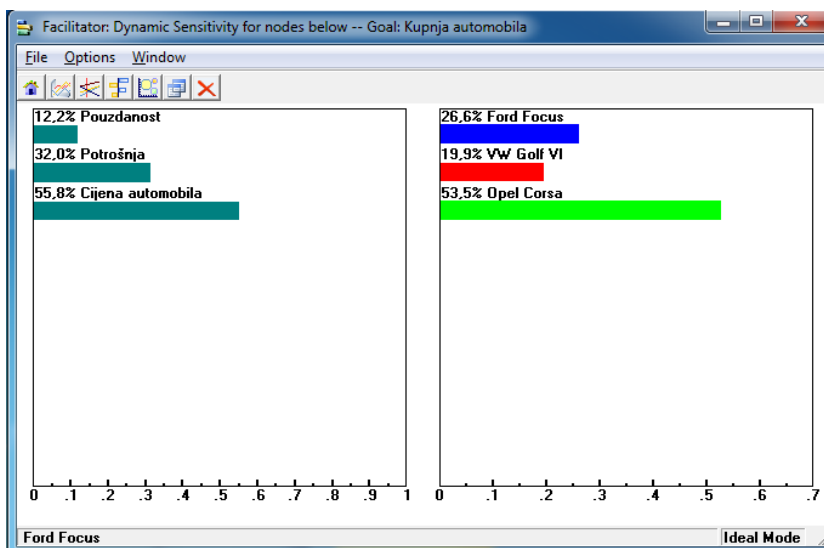 Facilitator: Dynamic Sensitivity for nodes below -- Goal: Kupnja automobila
File Options Window
12,2% Pouzdanost
32,0% Potrošnja
55,8% Cijena automobila
0 .1 .2 .3 .4 .5 .6 .7 .8 .9 1
26,6% Ford Focus
19,9% VW Golf VI
53,5% Opel Corsa
0 .1 .2 .3 .4 .5 .6 .7
Ford Focus
Ideal Mode